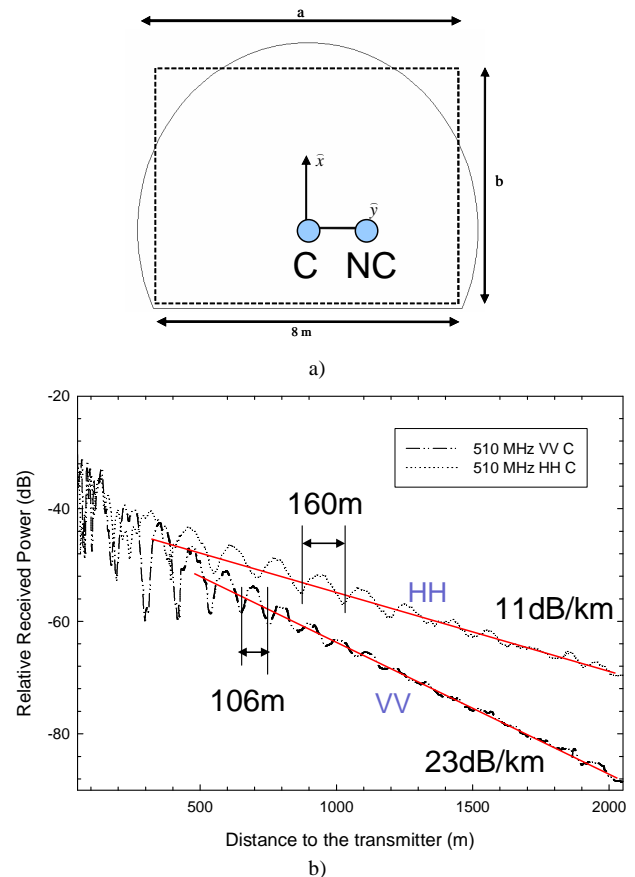 a
x̂
ŷ
b
C NC
8 m
a)
-20
-40
-60
-80
Relative Received Power (dB)
510 MHz VV C
510 MHz HH C
160m
HH
11dB/km
106m
VV
23dB/km
500 1000 1500 2000
Distance to the transmitter (m)
b)